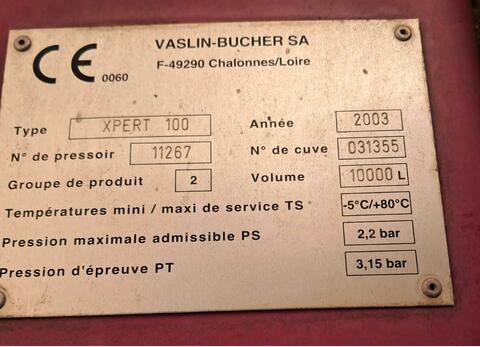 CE 0060
VASLIN-BUCHER SA
F-49290 Chalonnes/Loire
Type XPERT 100 Année 2003
N° de pressoir 11267 N° de cuve 031355
Groupe de produit 2 Volume 10000 L
Températures mini / maxi de service TS -5°C/+80°C
Pression maximale admissible PS 2,2 bar
Pression d'épreuve PT 3,15 bar